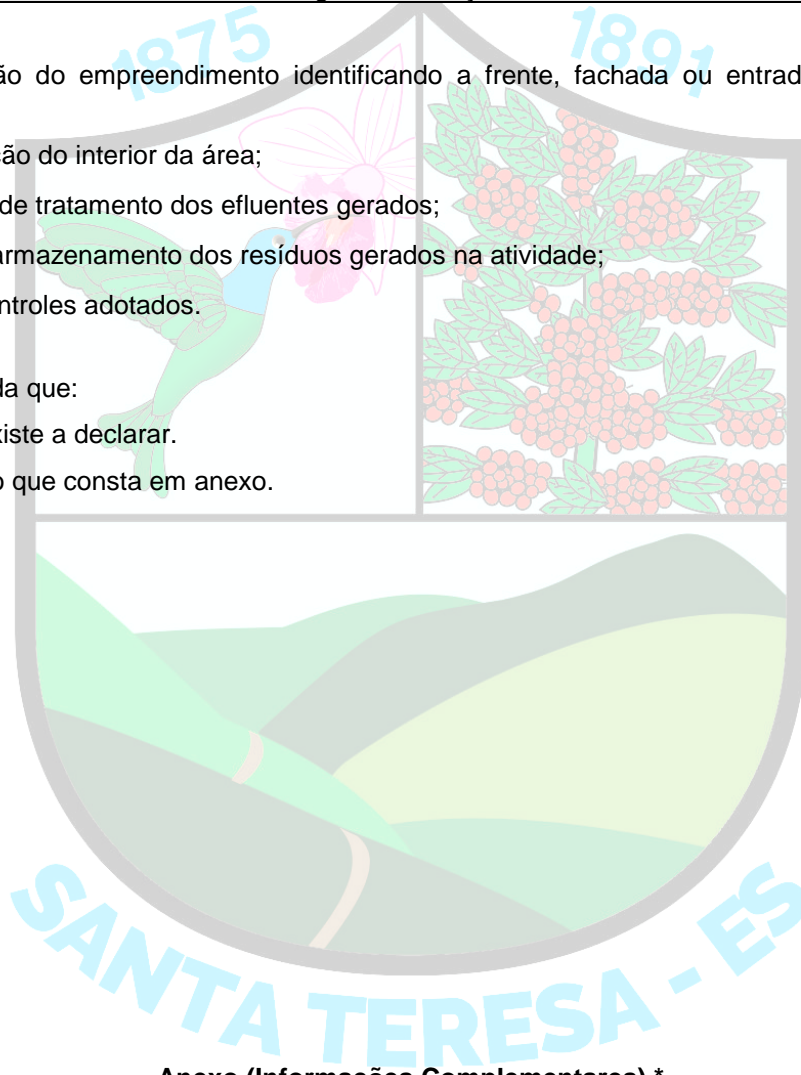 1875 1891
ão do empreendimento identificando a frente, fachada ou entrad
ção do interior da área;
de tratamento dos efluentes gerados;
armazenamento dos resíduos gerados na atividade;
ntroles adotados.
da que:
xiste a declarar.
o que consta em anexo.
SANTA TERESA - ES
Anexo (Informações Complementares) *